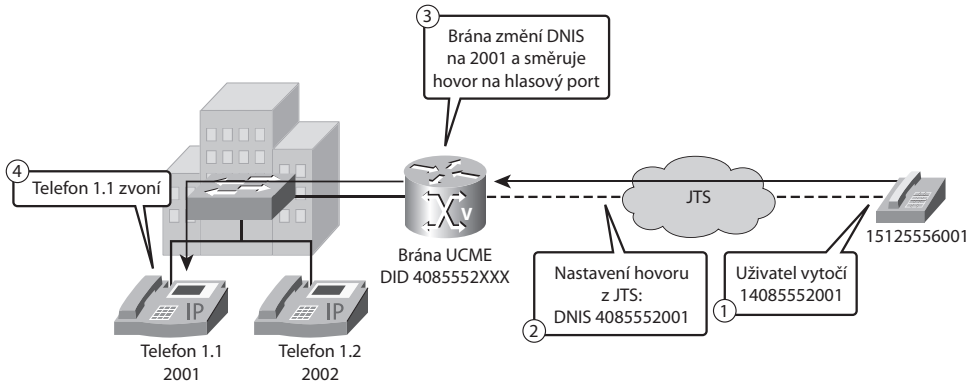 3
Brána změní DNIS
na 2001 a směruje
hovor na hlasový port
4
Telefon 1.1 zvoní
V
JTS
15125556001
Brána UCME
DID 4085552XXX
Nastavení hovoru
z JTS:
DNIS 4085552001
2
Uživatel vytočí
14085552001
1
IP
IP
Telefon 1.1
2001
Telefon 1.2
2002